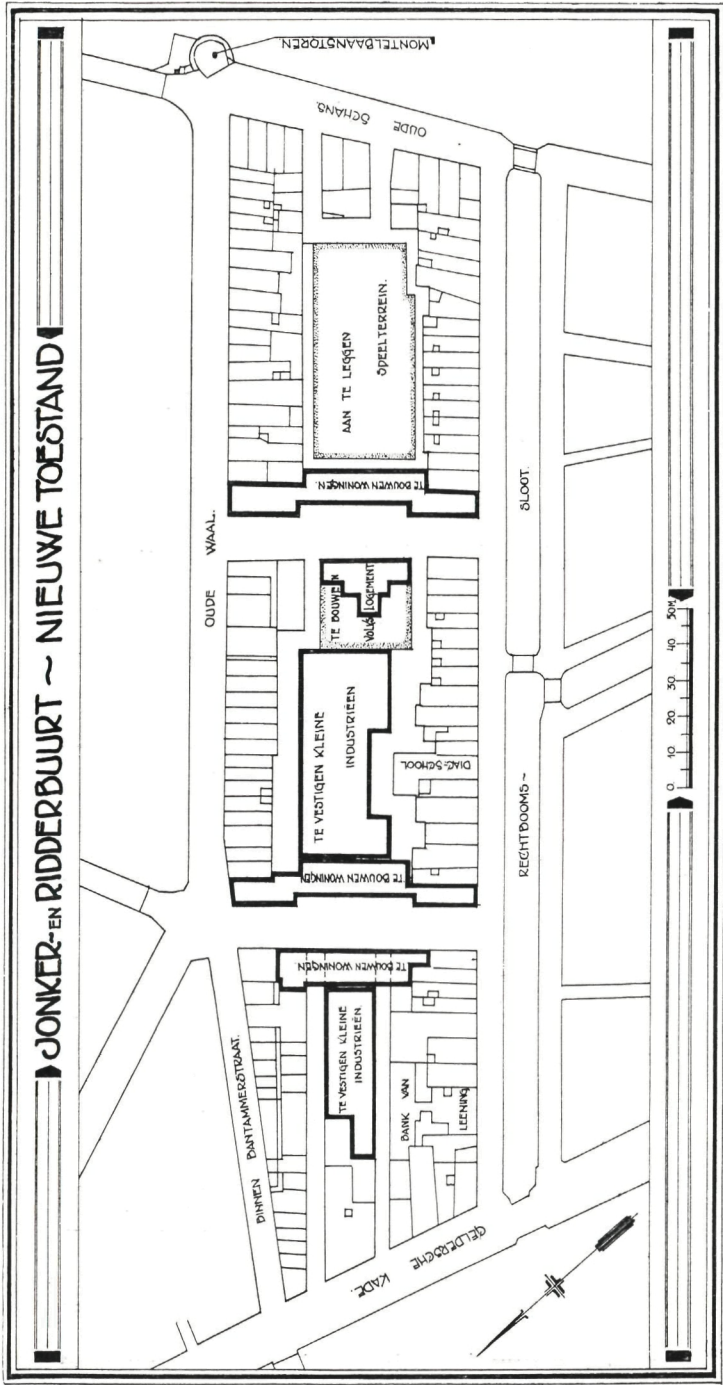 JONKER- EN RIDDERBUURT ~ NIEUWE TOESTAND
MONTELBAANSTOREN
OUDE SCHANS.
OUDE WAAL.
BINNEN BANTAMMERSTRAAT.
AAN TE LEGGEN
SPEELTERREIN.
TE BOUWEN WONINGEN.
TE BOUWEN
VOLKSLOGEMENT
TE VESTIGEN KLEINE
INDUSTRIEËN
DIAC-SCHOOL
TE BOUWEN WONINGEN
TE BOUWEN WONINGEN
TE VESTIGEN KLEINE
INDUSTRIEËN.
BANK VAN
LEENING
GELDERSCHE KADE.
RECHTBOOMS~
SLOOT.
0 10 20 30 40 50M.